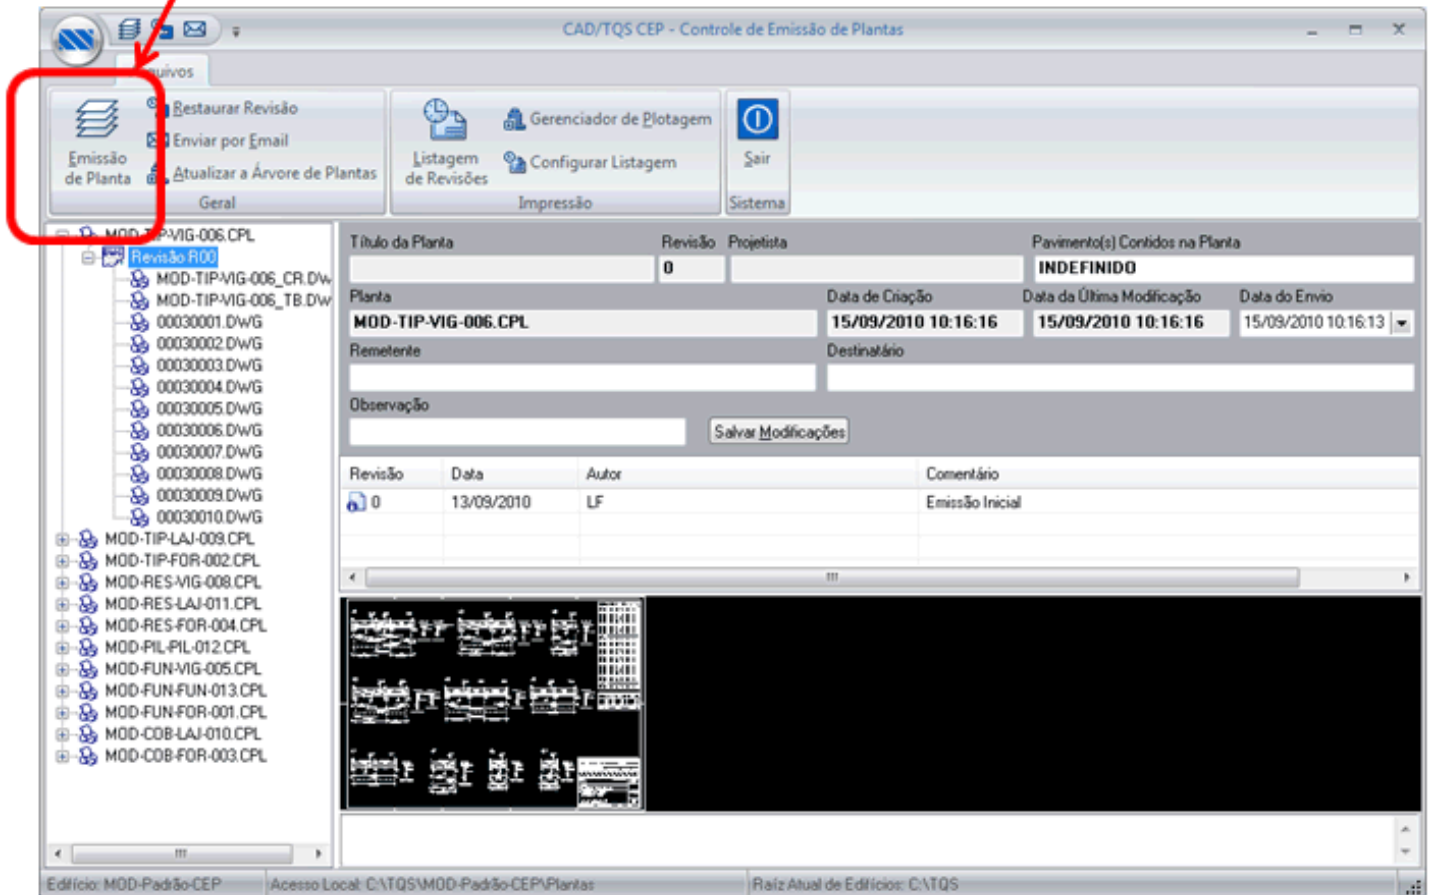 CAD/TQS CEP - Controle de Emissão de Plantas
quivos
Restaurar Revisão
Enviar por Email
Atualizar a Árvore de Plantas
Emissão
de Planta
Geral
Listagem
de Revisões
Gerenciador de Plotagem
Configurar Listagem
Impressão
Sair
Sistema
MOD-TIP-VIG-006.CPL
Revisão R00
MOD-TIP-VIG-006_CR.DW
MOD-TIP-VIG-006_TB.DW
00030001.DWG
00030002.DWG
00030003.DWG
00030004.DWG
00030005.DWG
00030006.DWG
00030007.DWG
00030008.DWG
00030009.DWG
00030010.DWG
MOD-TIP-LAJ-009.CPL
MOD-TIP-FOR-002.CPL
MOD-RES-VIG-008.CPL
MOD-RES-LAJ-011.CPL
MOD-RES-FOR-004.CPL
MOD-PIL-PIL-012.CPL
MOD-FUN-VIG-005.CPL
MOD-FUN-FUN-013.CPL
MOD-FUN-FOR-001.CPL
MOD-COB-LAJ-010.CPL
MOD-COB-FOR-003.CPL
Título da Planta Revisão Projetista Pavimento(s) Contidos na Planta
0 INDEFINIDO
Planta Data de Criação Data da Última Modificação Data do Envio
MOD-TIP-VIG-006.CPL 15/09/2010 10:16:16 15/09/2010 10:16:16 15/09/2010 10:16:13
Remetente Destinatário
Observação
Salvar Modificações
Revisão Data Autor Comentário
0 13/09/2010 LF Emissão Inicial
Edifício: MOD-Padrão-CEP Acesso Local: C:\TQS\MOD-Padrão-CEP\Plantas Raíz Atual de Edifícios: C:\TQS